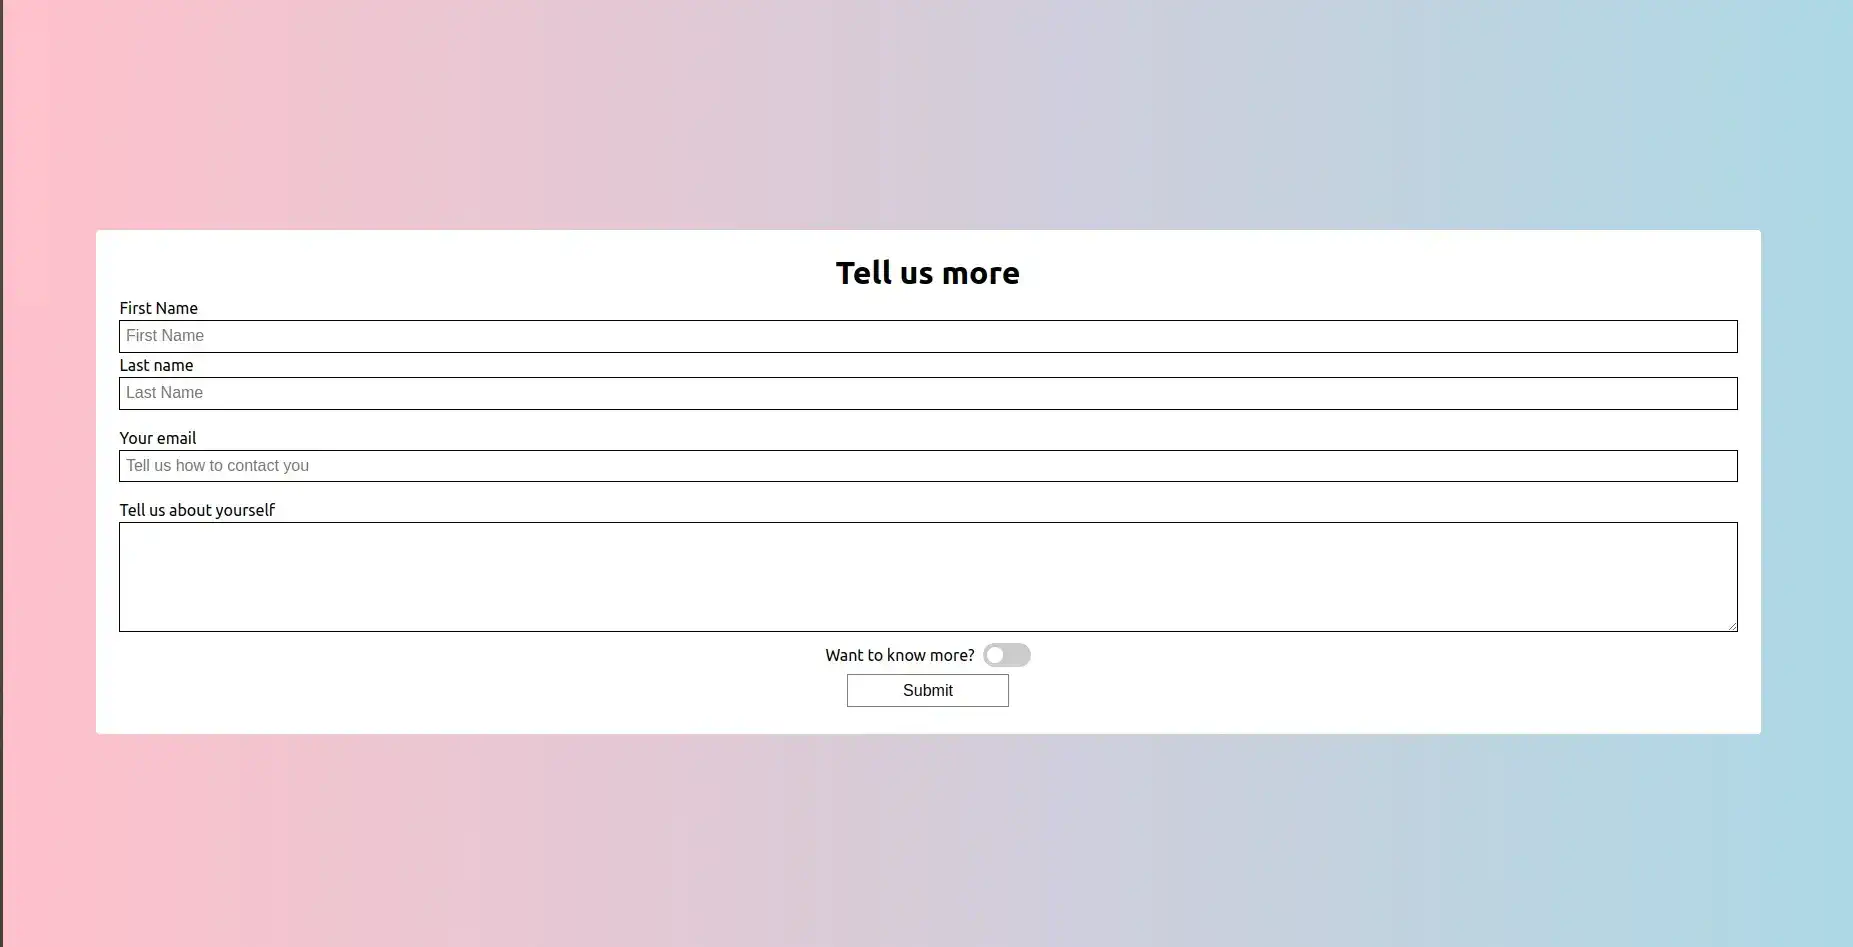 Tell us more
First Name
First Name
Last name
Last Name
Your email
Tell us how to contact you
Tell us about yourself
Want to know more?
Submit